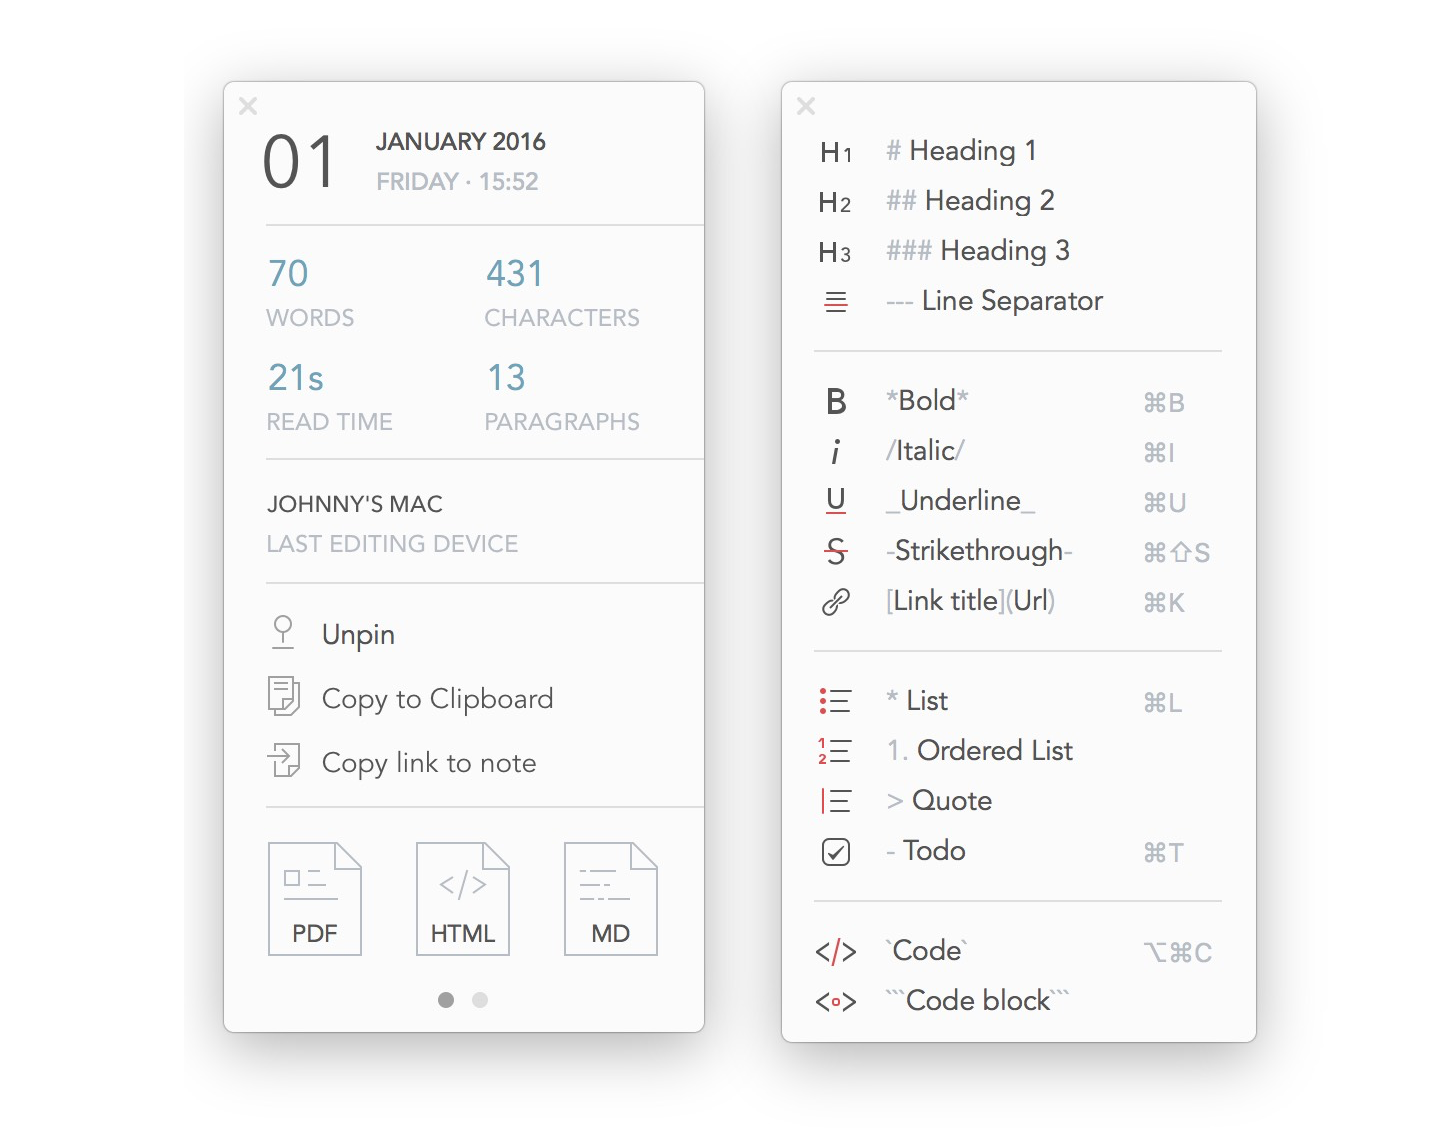 01
JANUARY 2016
FRIDAY · 15:52
70
431
WORDS
CHARACTERS
21s
13
READ TIME
PARAGRAPHS
JOHNNY'S MAC
LAST EDITING DEVICE
Unpin
Copy to Clipboard
Copy link to note
PDF
HTML
MD
H1 # Heading 1
H2 ## Heading 2
H3 ### Heading 3
--- Line Separator
B *Bold* ⌘B
i /Italic/ ⌘I
U _Underline_ ⌘U
S -Strikethrough- ⌘⇧S
[Link title](Url) ⌘K
* List ⌘L
1 2 1. Ordered List
> Quote
- Todo ⌘T
</> `Code` ⌥⌘C
<> ```Code block```